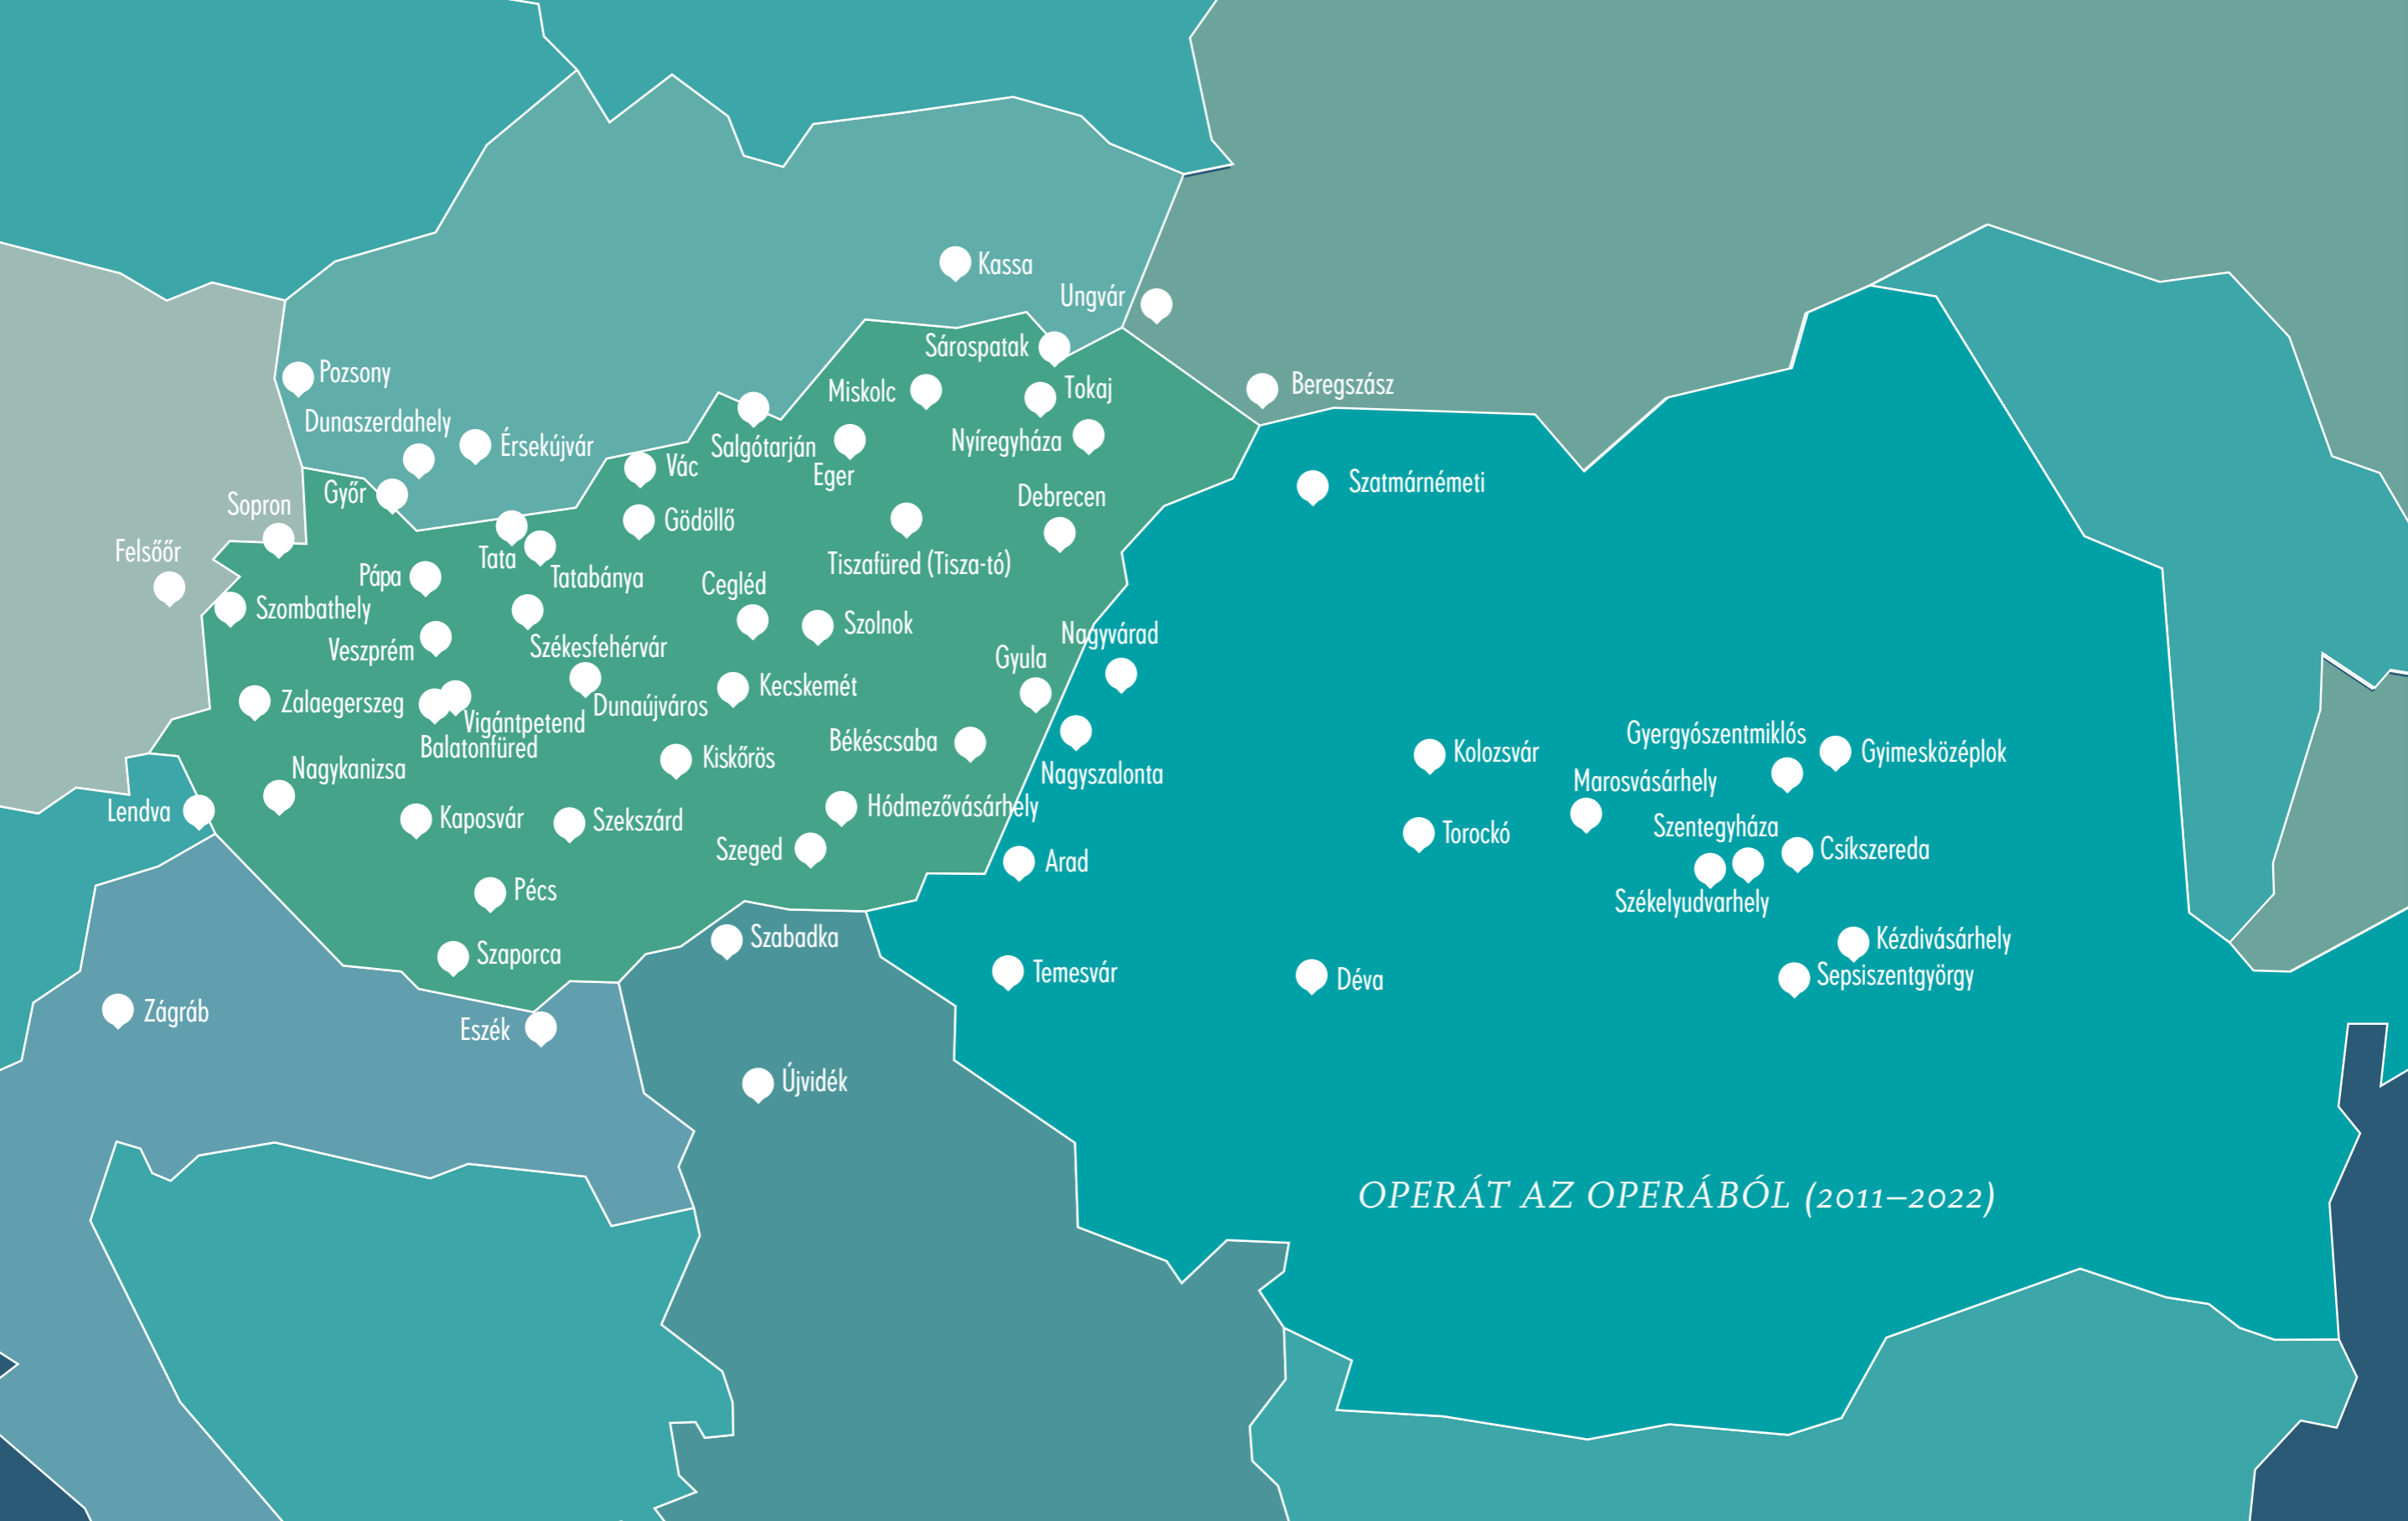 Kassa
Ungvár
Sárospatak
Pozsony
Beregszász
Miskolc
Tokaj
Dunaszerdahely
Érsekújvár
Salgótarján
Nyíregyháza
Vác
Eger
Szatmárnémeti
Győr
Debrecen
Sopron
Gödöllő
Felsőőr
Tata
Tiszafüred (Tisza-tó)
Pápa
Tatabánya
Cegléd
Szombathely
Szolnok
Nagyvárad
Veszprém
Székesfehérvár
Gyula
Kecskemét
Zalaegerszeg
Dunaújváros
Vigántpetend
Balatonfüred
Békéscsaba
Gyergyószentmiklós
Gyimesközéplok
Kolozsvár
Kiskőrös
Nagykanizsa
Nagyszalonta
Marosvásárhely
Lendva
Hódmezővásárhely
Kaposvár
Szekszárd
Szentegyháza
Torockó
Szeged
Csíkszereda
Arad
Pécs
Székelyudvarhely
Szabadka
Kézdivásárhely
Szaporca
Temesvár
Déva
Sepsiszentgyörgy
Zágráb
Eszék
Újvidék
OPERÁT AZ OPERÁBÓL (2011–2022)